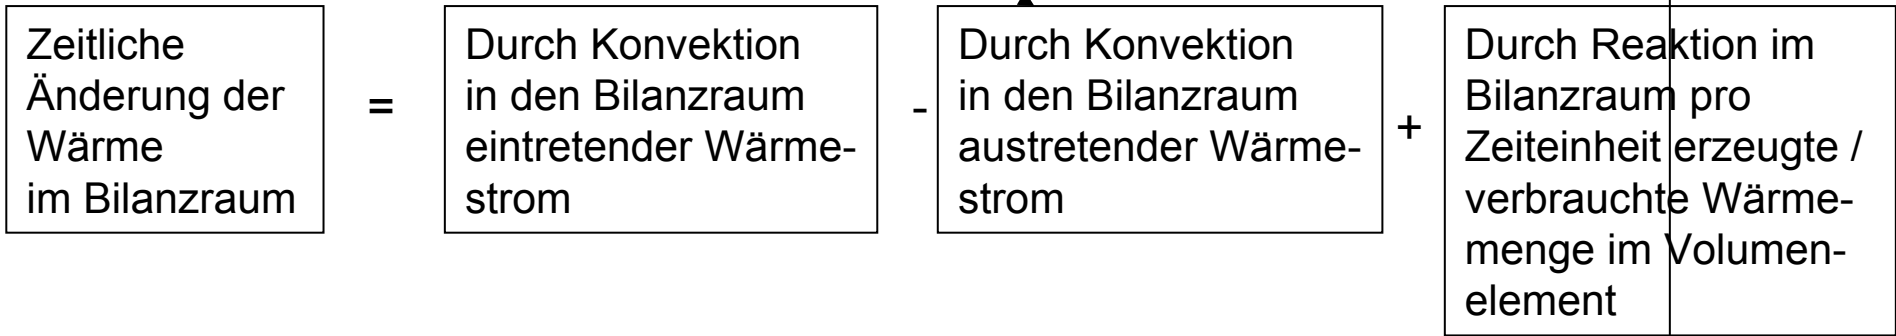 Zeitliche
Änderung der
Wärme
im Bilanzraum
=
Durch Konvektion
in den Bilanzraum
eintretender Wärme-
strom
-
Durch Konvektion
in den Bilanzraum
austretender Wärme-
strom
+
Durch Reaktion im
Bilanzraum pro
Zeiteinheit erzeugte /
verbrauchte Wärme-
menge im Volumen-
element